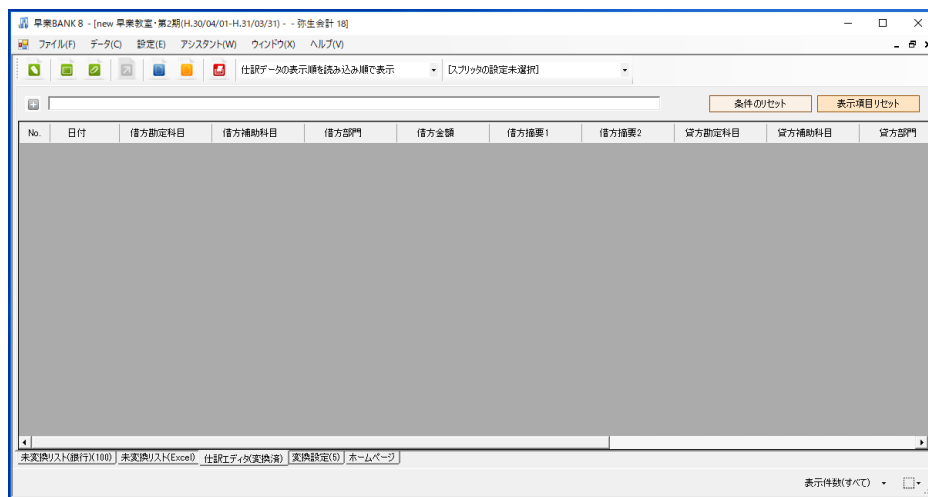 早業BANK 8 - [new 早業教室・第2期(H.30/04/01-H.31/03/31) - - 弥生会計 18]
ファイル(F) データ(C) 設定(E) アシスタント(W) ウィンドウ(X) ヘルプ(V)
仕訳データの表示順を読み込み順で表示 [スプリッタの設定未選択]
条件のリセット 表示項目リセット
No. 日付 借方勘定科目 借方補助科目 借方部門 借方金額 借方摘要1 借方摘要2 貸方勘定科目 貸方補助科目 貸方部門
未変換リスト(銀行)(100) 未変換リスト(Excel) 仕訳エディタ(変換済) 変換設定(5) ホームページ
表示件数(すべて)